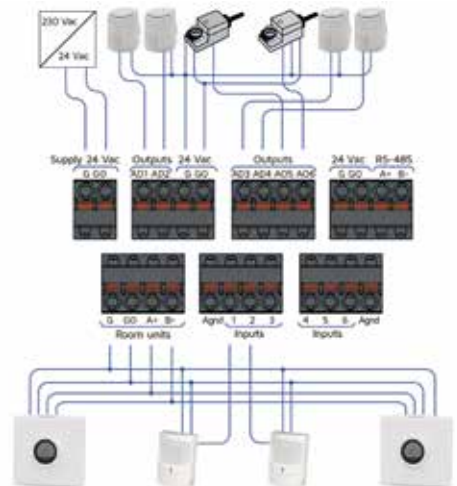 230 Vac
24 Vac
Supply 24 Vac Outputs 24 Vac Outputs 24 Vac RS-485
G G0 AO1 AO2 G G0 AO3 AO4 AO5 AO6 G G0 A+ B-
G G0 A+ B- Agnd 1 2 3 4 5 6 Agnd
Room units Inputs Inputs